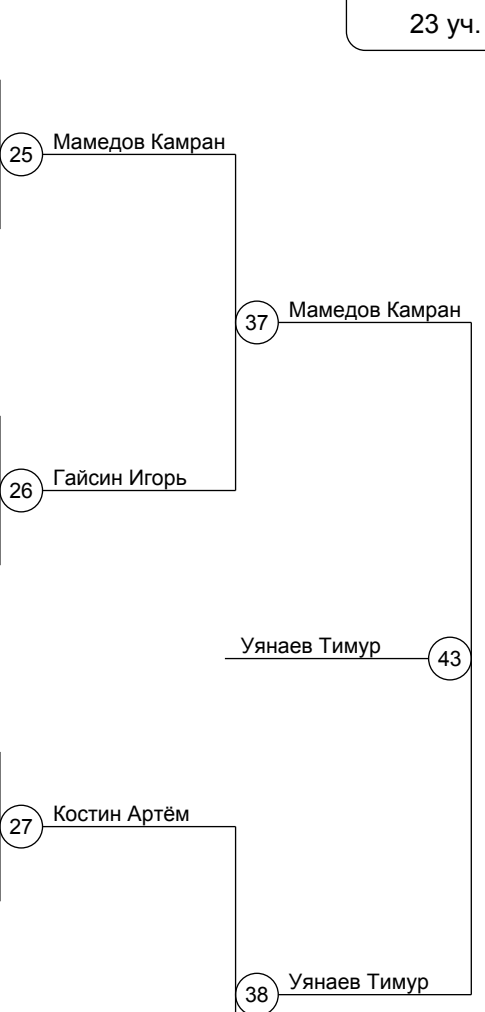 23 уч.
Мамедов Камран
25
Мамедов Камран
37
Гайсин Игорь
26
Уянаев Тимур
43
Костин Артём
27
Уянаев Тимур
38